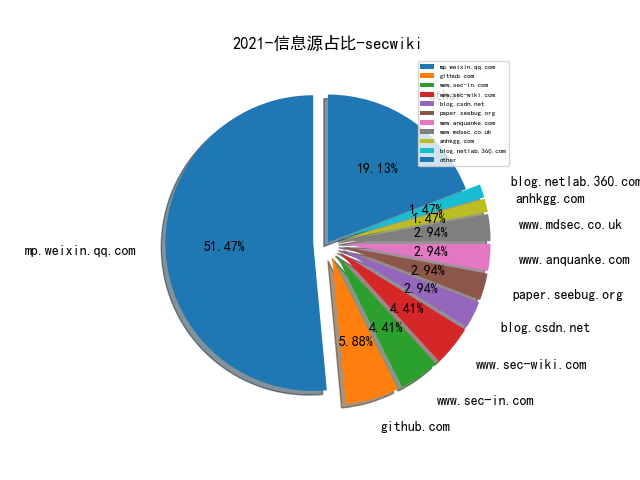 2021-信息源占比-secwiki
mp.weixin.qq.com
github.com
www.sec-in.com
www.sec-wiki.com
blog.csdn.net
paper.seebug.org
www.anquanke.com
www.mdsec.co.uk
anhkgg.com
blog.netlab.360.com
other
other
19.13%
blog.netlab.360.com
1.47%
anhkgg.com
1.47%
www.mdsec.co.uk
2.94%
www.anquanke.com
2.94%
paper.seebug.org
2.94%
blog.csdn.net
2.94%
www.sec-wiki.com
4.41%
www.sec-in.com
4.41%
github.com
5.88%
mp.weixin.qq.com
51.47%